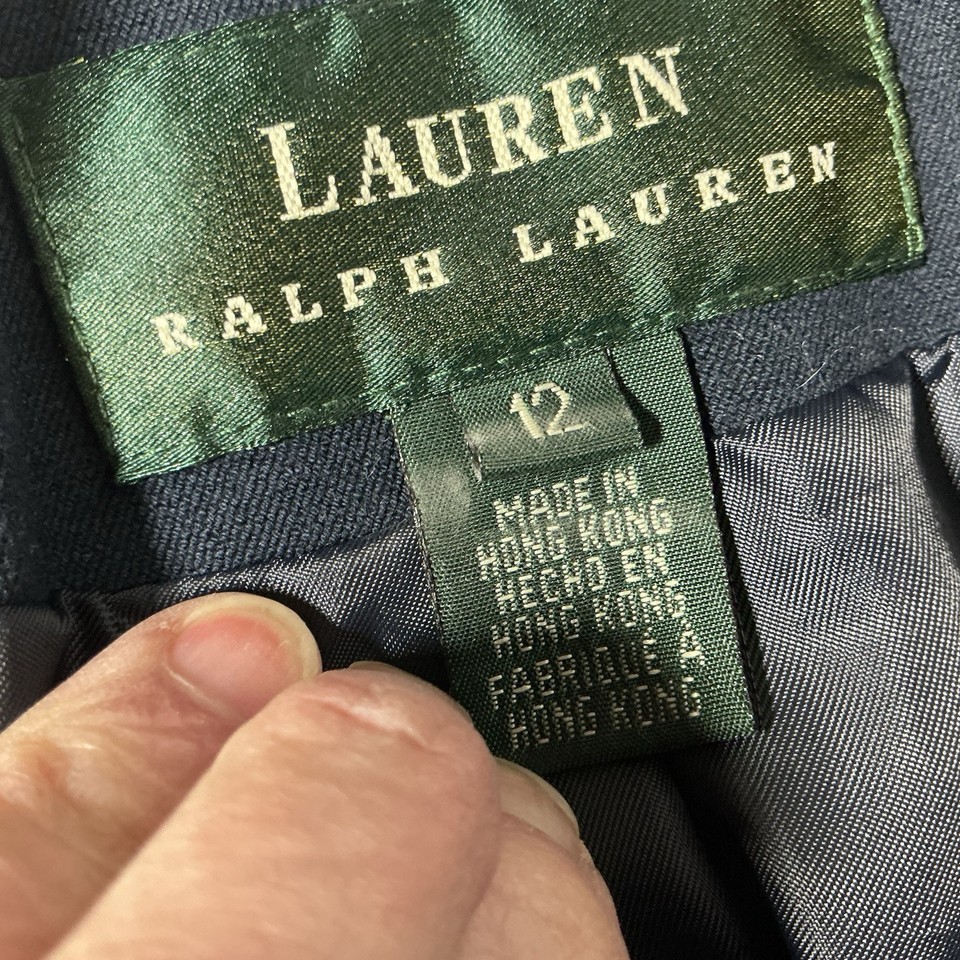 LAUREN
RALPH LAUREN
12
MADE IN
HONG KONG
HECHO EN
HONG KONG
FABRIQUE A
HONG KONG